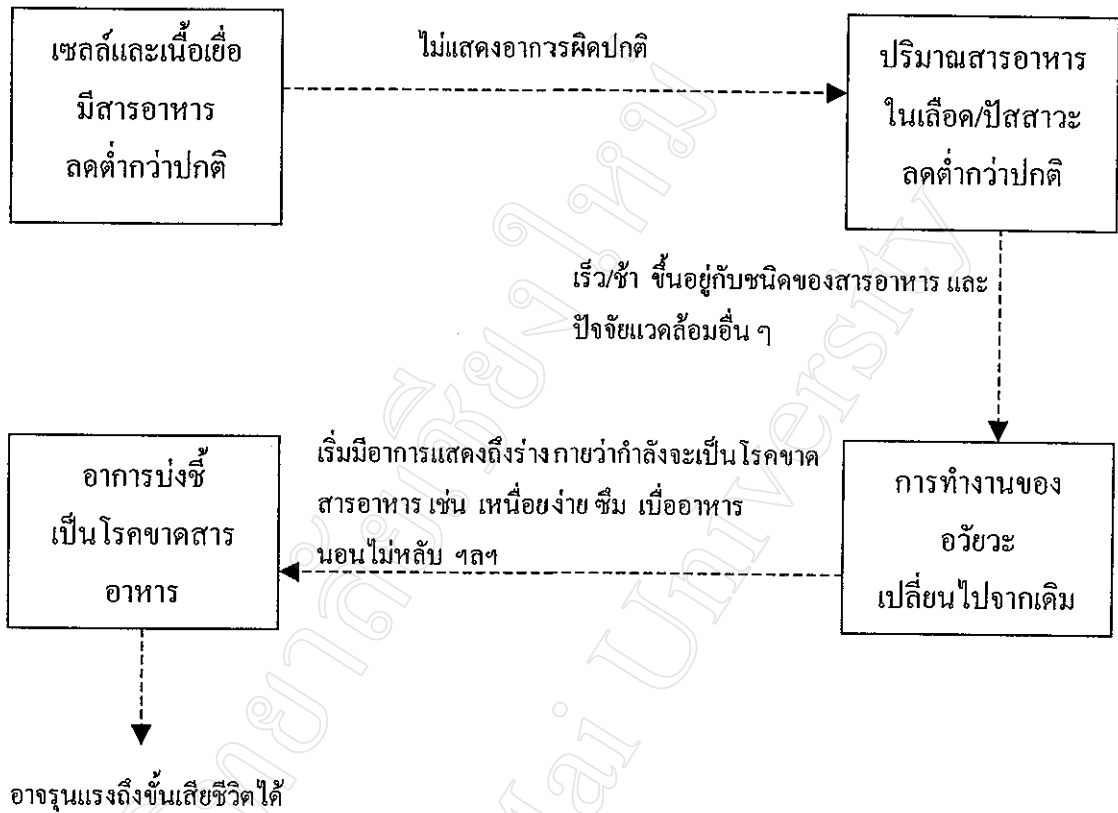 เซลล์และเนื้อเยื่อ
มีสารอาหาร
ลดต่ำกว่าปกติ
ไม่แสดงอาการผิดปกติ
ปริมาณสารอาหาร
ในเลือด/ปัสสาวะ
ลดต่ำกว่าปกติ
เร็ว/ช้า ขึ้นอยู่กับชนิดของสารอาหาร และ
ปัจจัยแวดล้อมอื่น ๆ
การทำงานของ
อวัยวะ
เปลี่ยนไปจากเดิม
เริ่มมีอาการแสดงถึงร่างกายว่ากำลังจะเป็นโรคขาด
สารอาหาร เช่น เหนื่อยง่าย ซึม เบื่ออาหาร
นอนไม่หลับ ฯลฯ
อาการบ่งชี้
เป็นโรคขาดสาร
อาหาร
อาจรุนแรงถึงขั้นเสียชีวิตได้
ทยาลัยเชียงใหม่
Mai University